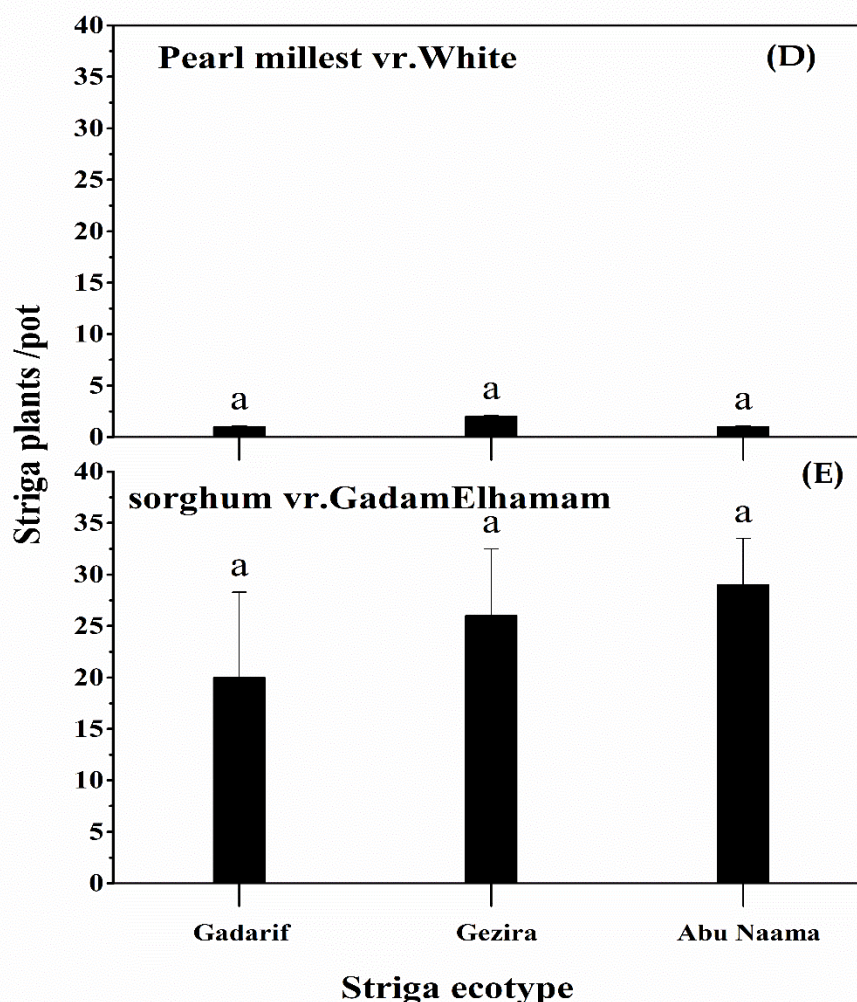 Pearl millest vr.White
(D)
40
35
30
25
20
15
10
5
0
a
a
a
Striga plants /pot
(E)
sorghum vr.GadamElhamam
40
35
30
25
20
15
10
5
0
a
a
a
Gadarif
Gezira
Abu Naama
Striga ecotype